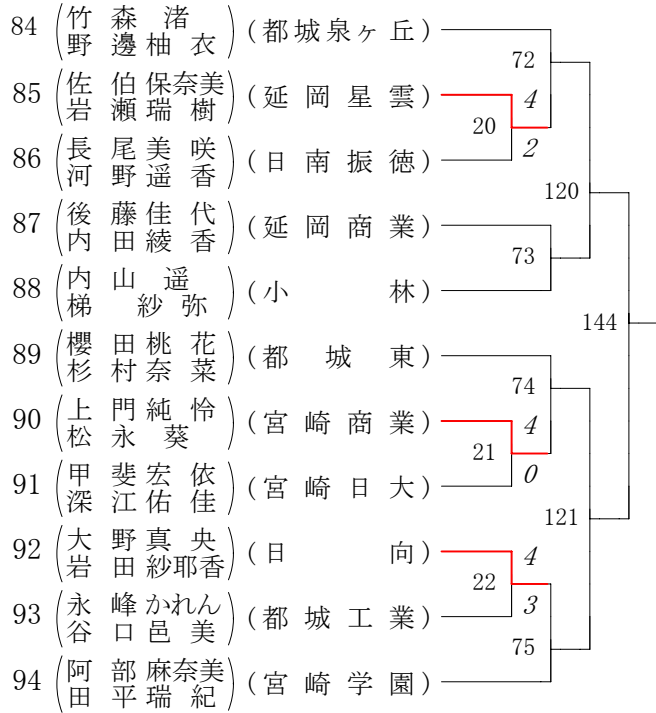 84 (竹森 渚 野邊柚衣) (都城泉ヶ丘)
72
85 (佐伯保奈美 岩瀬瑞樹) (延岡星雲)
4
20
2
86 (長尾美咲 河野遥香) (日南振徳)
120
87 (後藤佳代 内田綾香) (延岡商業)
73
88 (内山 遥 梯 紗弥) (小林)
144
89 (櫻田桃花 杉村奈菜) (都城東)
74
90 (上門純怜 松永 葵) (宮崎商業)
4
21
0
91 (甲斐宏依 深江佑佳) (宮崎日大)
121
92 (大野真央 岩田紗耶香) (日向)
4
22
3
93 (永峰かれん 谷口邑美) (都城工業)
75
94 (阿部麻奈美 田平瑞紀) (宮崎学園)